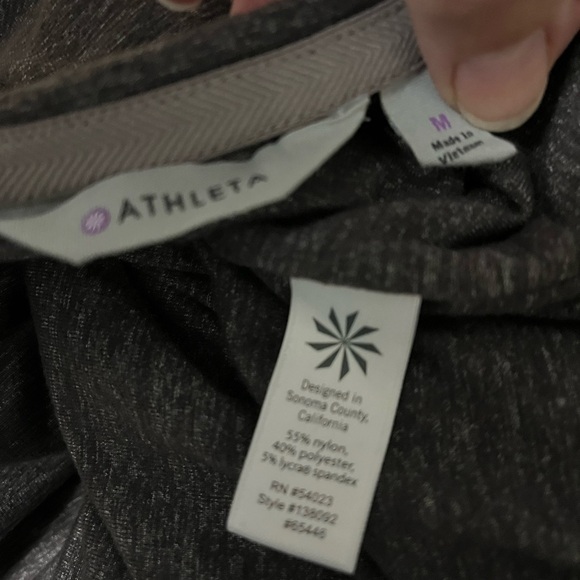 ATHLETA
M
Made in
Vietnam
Designed in
Sonoma County,
California
55% nylon,
40% polyester,
5% lycra® spandex
RN #54023
Style #138092
#65446